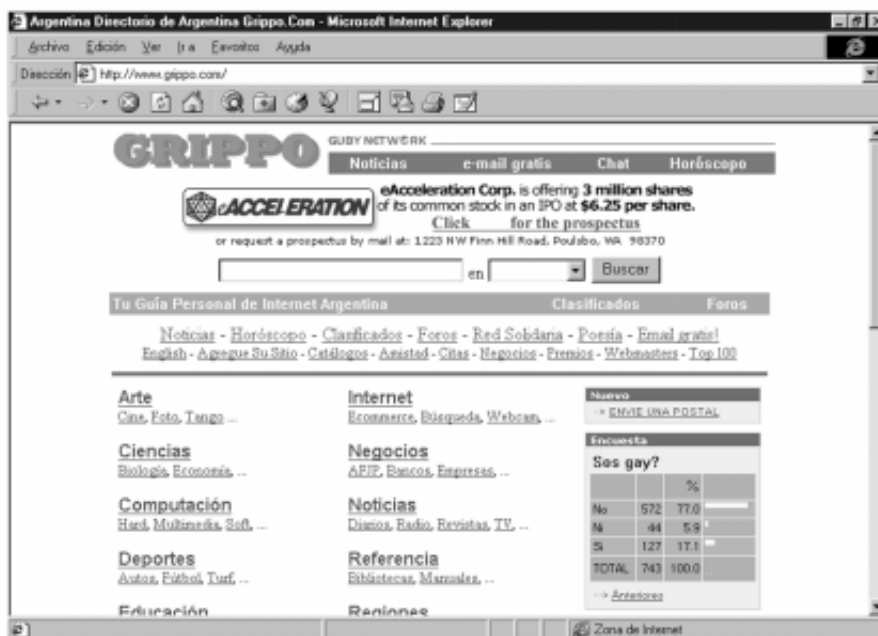 Argentina Directorio de Argentina Grippo.Com - Microsoft Internet Explorer
Archivo Edición Ver Ir a Favoritos Ayuda
Dirección http://www.grippo.com/
GRIPPO GUBY NETWORK
Noticias e-mail gratis Chat Horóscopo
eACCELERATION
eAcceleration Corp. is offering 3 million shares
of its common stock in an IPO at $6.25 per share.
Click for the prospectus
or request a prospectus by mail at: 1223 NW Finn Hill Road, Poulsbo, WA 98370
en Buscar
Tu Guía Personal de Internet Argentina Clasificados Foros
Noticias - Horóscopo - Clasificados - Foros - Red Solidaria - Poesía - Email gratis!
English - Agregue Su Sitio - Catálogos - Amistad - Citas - Negocios - Premios - Webmasters - Top 100
Arte
Cine, Foto, Tango ...
Ciencias
Biología, Economía, ...
Computación
Hard, Multimedia, Soft, ...
Deportes
Autos, Fútbol, Turf, ...
Educación
Internet
Ecommerce, Búsqueda, Webcam, ...
Negocios
AFIP, Bancos, Empresas, ...
Noticias
Diarios, Radio, Revistas, TV, ...
Referencia
Bibliotecas, Manuales, ...
Regiones
Nuevo
ENVIE UNA POSTAL
Encuesta
Sos gay?
%
No 572 77.0
Ni 44 5.9
Si 127 17.1
TOTAL 743 100.0
Anteriores
Zona de Internet